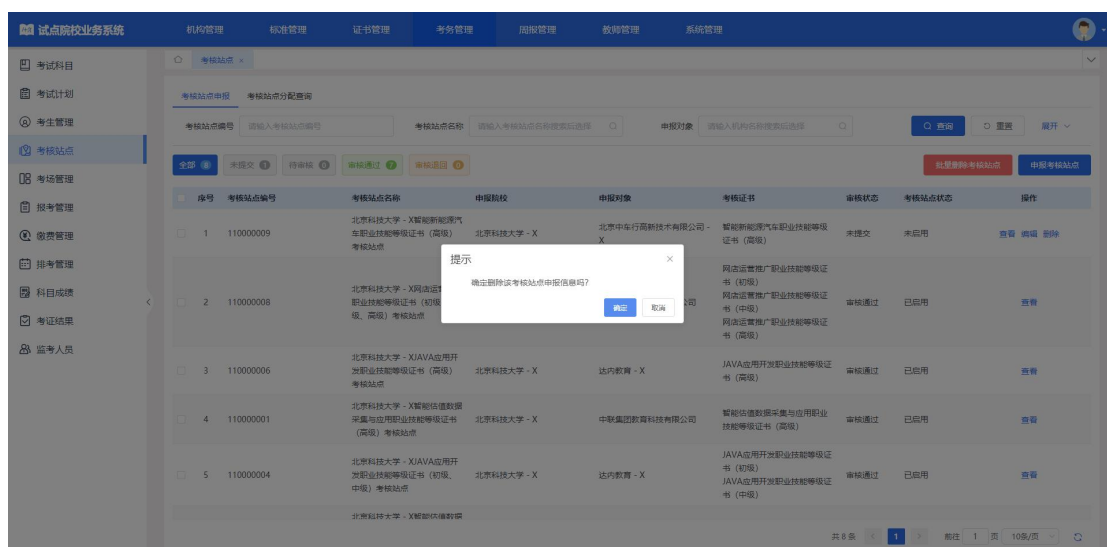 试点院校业务系统
机构管理 标准管理 证书管理 考务管理 周报管理 教师管理 系统管理
考试科目
考试计划
考生管理
考核站点
考场管理
报考管理
缴费管理
排考管理
科目成绩
考证结果
监考人员
考核站点 ×
考核站点申报 考核站点分配查询
考核站点编号 请输入考核站点编号 考核站点名称 请输入考核站点名称搜索后选择 申报对象 请输入机构名称搜索后选择 查询 重置 展开
全部 8 未提交 1 待审核 0 审核通过 7 审核退回 0 批量删除考核站点 申报考核站点
序号 考核站点编号 考核站点名称 申报院校 申报对象 考核证书 审核状态 考核站点状态 操作
1 110000009
北京科技大学 - X智能新能源汽
车职业技能等级证书(高级)
考核站点
北京科技大学 - X
北京中车行高新技术有限公司 -
X
智能新能源汽车职业技能等级
证书(高级)
未提交 未启用 查看 编辑 删除
2 110000008
北京科技大学 - X网店运
职业技能等级证书(初级
级、高级)考核站点
公司
网店运营推广职业技能等级证
书(初级)
网店运营推广职业技能等级证
书(中级)
网店运营推广职业技能等级证
书(高级)
审核通过 已启用 查看
提示 ×
确定删除该考核站点申报信息吗?
确定 取消
3 110000006
北京科技大学 - XJAVA应用开
发职业技能等级证书(高级)
考核站点
北京科技大学 - X
达内教育 - X
JAVA应用开发职业技能等级证
书(高级)
审核通过 已启用 查看
4 110000001
北京科技大学 - X智能估值数据
采集与应用职业技能等级证书
(高级)考核站点
北京科技大学 - X
中联集团教育科技有限公司
智能估值数据采集与应用职业
技能等级证书(高级)
审核通过 已启用 查看
5 110000004
北京科技大学 - XJAVA应用开
发职业技能等级证书(初级、
中级)考核站点
北京科技大学 - X
达内教育 - X
JAVA应用开发职业技能等级证
书(初级)
JAVA应用开发职业技能等级证
书(中级)
审核通过 已启用 查看
北京科技大学 - X智能估值数据
共 8 条 1 前往 1 页 10条/页